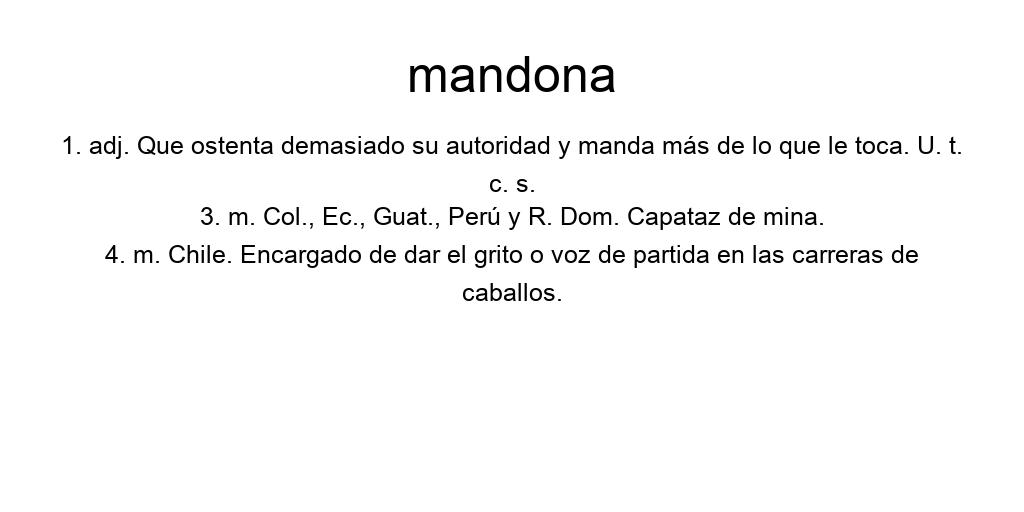 mandona
1. adj. Que ostenta demasiado su autoridad y manda más de lo que le toca. U. t.
c. s.
3. m. Col., Ec., Guat., Perú y R. Dom. Capataz de mina.
4. m. Chile. Encargado de dar el grito o voz de partida en las carreras de
caballos.